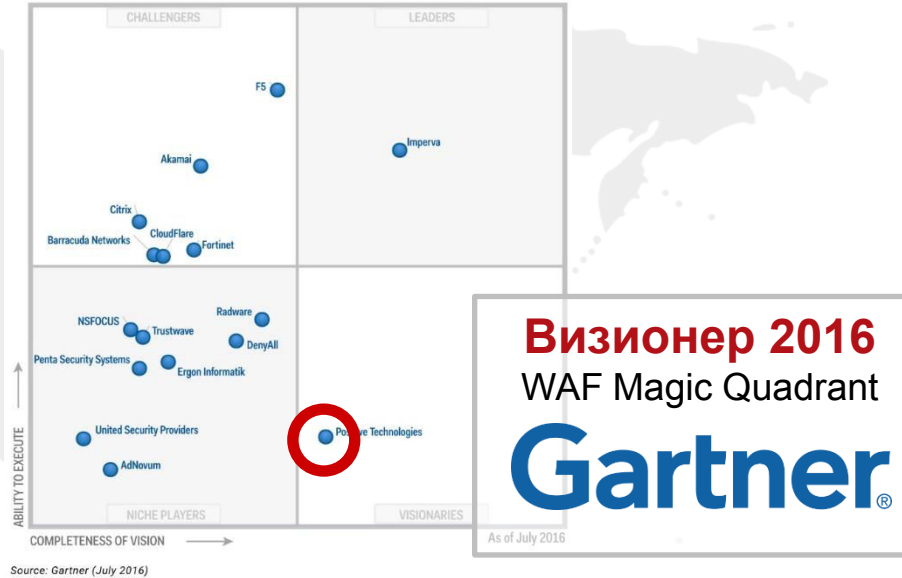 CHALLENGERS
LEADERS
F5
Imperva
Akamai
Citrix
CloudFlare
Barracuda Networks
Fortinet
NSFOCUS
Trustwave
Radware
DenyAll
Penta Security Systems
Ergon Informatik
United Security Providers
AdNovum
Technologies
NICHE PLAYERS
VISIONARIES
ABILITY TO EXECUTE
COMPLETENESS OF VISION
As of July 2016
Source: Gartner (July 2016)
Визионер 2016
WAF Magic Quadrant
Gartner®